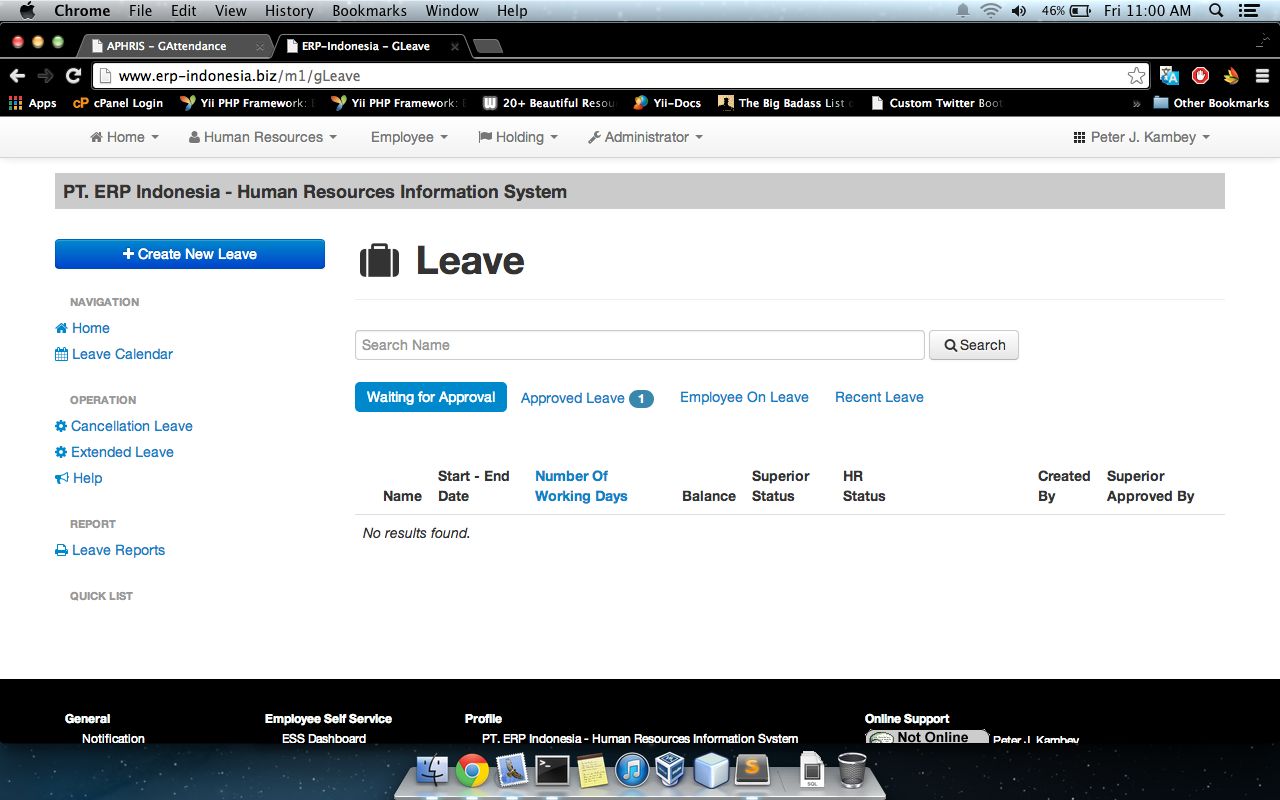 Chrome File Edit View History Bookmarks Window Help 46% Fri 11:00 AM
APHRIS – GAttendance
ERP-Indonesia – GLeave
www.erp-indonesia.biz/m1/gLeave
Apps cPanel Login Yii PHP Framework: Yii PHP Framework: 20+ Beautiful Resou Yii-Docs The Big Badass List Custom Twitter Boot » Other Bookmarks
Home Human Resources Employee Holding Administrator Peter J. Kambey
PT. ERP Indonesia - Human Resources Information System
+ Create New Leave
NAVIGATION
Home
Leave Calendar
OPERATION
Cancellation Leave
Extended Leave
Help
REPORT
Leave Reports
QUICK LIST
Leave
Search Name
Search
Waiting for Approval Approved Leave 1 Employee On Leave Recent Leave
Name
Start - End
Date
Number Of
Working Days
Balance
Superior
Status
HR
Status
Created
By
Superior
Approved By
No results found.
General
Notification
Employee Self Service
ESS Dashboard
Profile
PT. ERP Indonesia - Human Resources Information System
Online Support
Not Online
Peter J. Kambey
SQL